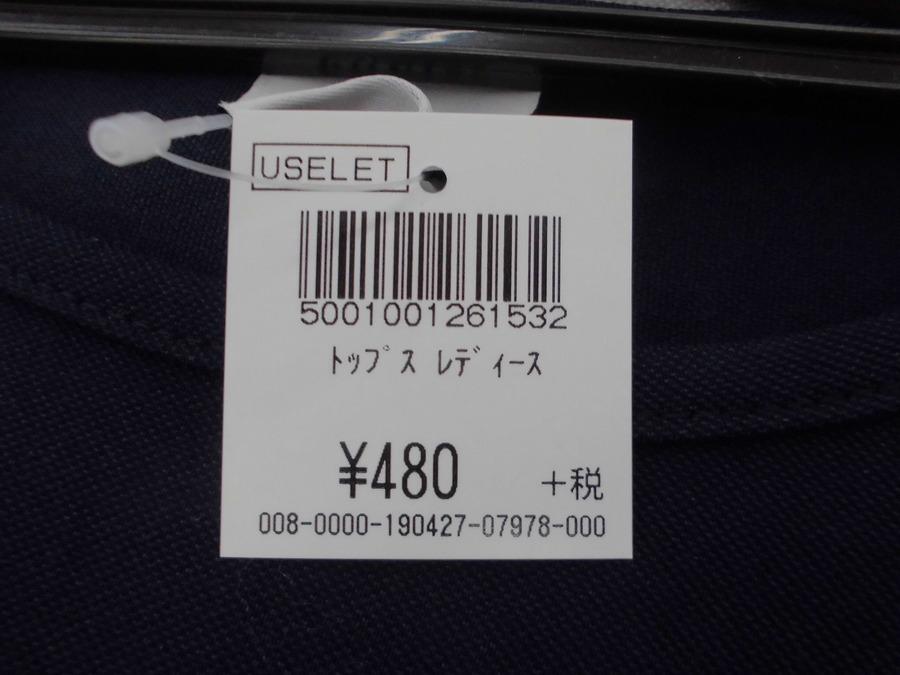 USELET
5001001261532
ﾄｯﾌﾟｽ ﾚﾃﾞｨｰｽ
¥480 +税
008-0000-190427-07978-000